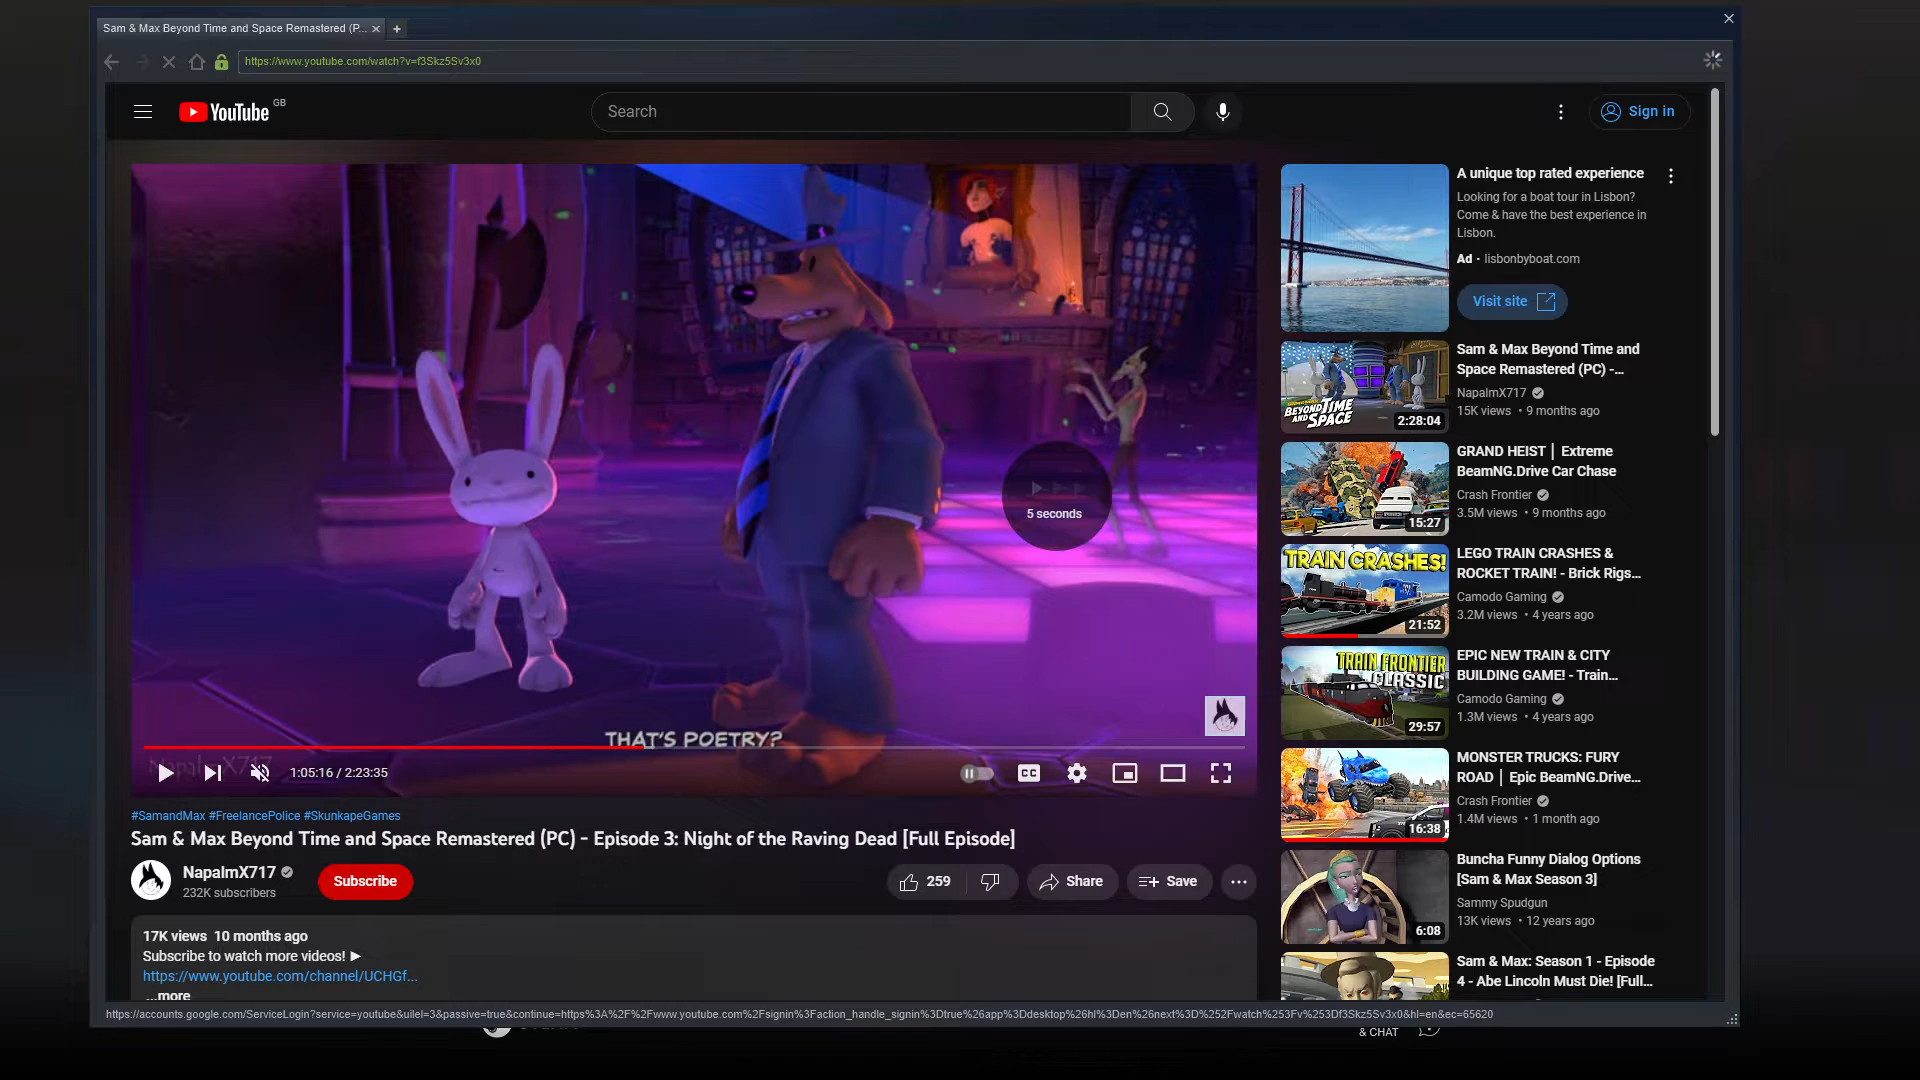 Sam & Max Beyond Time and Space Remastered (P...
https://www.youtube.com/watch?v=f3Skz5Sv3x0
YouTube GB
Search
Sign in
5 seconds
THAT'S POETRY?
NapalmX717
1:05:16 / 2:23:35
CC
#SamandMax #FreelancePolice #SkunkapeGames
Sam & Max Beyond Time and Space Remastered (PC) - Episode 3: Night of the Raving Dead [Full Episode]
NapalmX717
232K subscribers
Subscribe
259
Share
Save
17K views 10 months ago
Subscribe to watch more videos! ▶
https://www.youtube.com/channel/UCHGf...
...more
A unique top rated experience
Looking for a boat tour in Lisbon?
Come & have the best experience in
Lisbon.
Ad · lisbonbyboat.com
Visit site
BEYOND TIME
AND SPACE
2:28:04
Sam & Max Beyond Time and
Space Remastered (PC) -...
NapalmX717
15K views • 9 months ago
15:27
GRAND HEIST | Extreme
BeamNG.Drive Car Chase
Crash Frontier
3.5M views • 9 months ago
TRAIN CRASHES!
21:52
LEGO TRAIN CRASHES &
ROCKET TRAIN! - Brick Rigs...
Camodo Gaming
3.2M views • 4 years ago
TRAIN FRONTIER
CLASSIC
29:57
EPIC NEW TRAIN & CITY
BUILDING GAME! - Train...
Camodo Gaming
1.3M views • 4 years ago
16:38
MONSTER TRUCKS: FURY
ROAD | Epic BeamNG.Drive...
Crash Frontier
1.4M views • 1 month ago
6:08
Buncha Funny Dialog Options
[Sam & Max Season 3]
Sammy Spudgun
13K views • 12 years ago
Sam & Max: Season 1 - Episode
4 - Abe Lincoln Must Die! [Full...
https://accounts.google.com/ServiceLogin?service=youtube&uilel=3&passive=true&continue=https%3A%2F%2Fwww.youtube.com%2Fsignin%3Faction_handle_signin%3Dtrue%26app%3Ddesktop%26hl%3Den%26next%3D%252Fwatch%253Fv%253Df3Skz5Sv3x0&hl=en&ec=65620
& CHAT